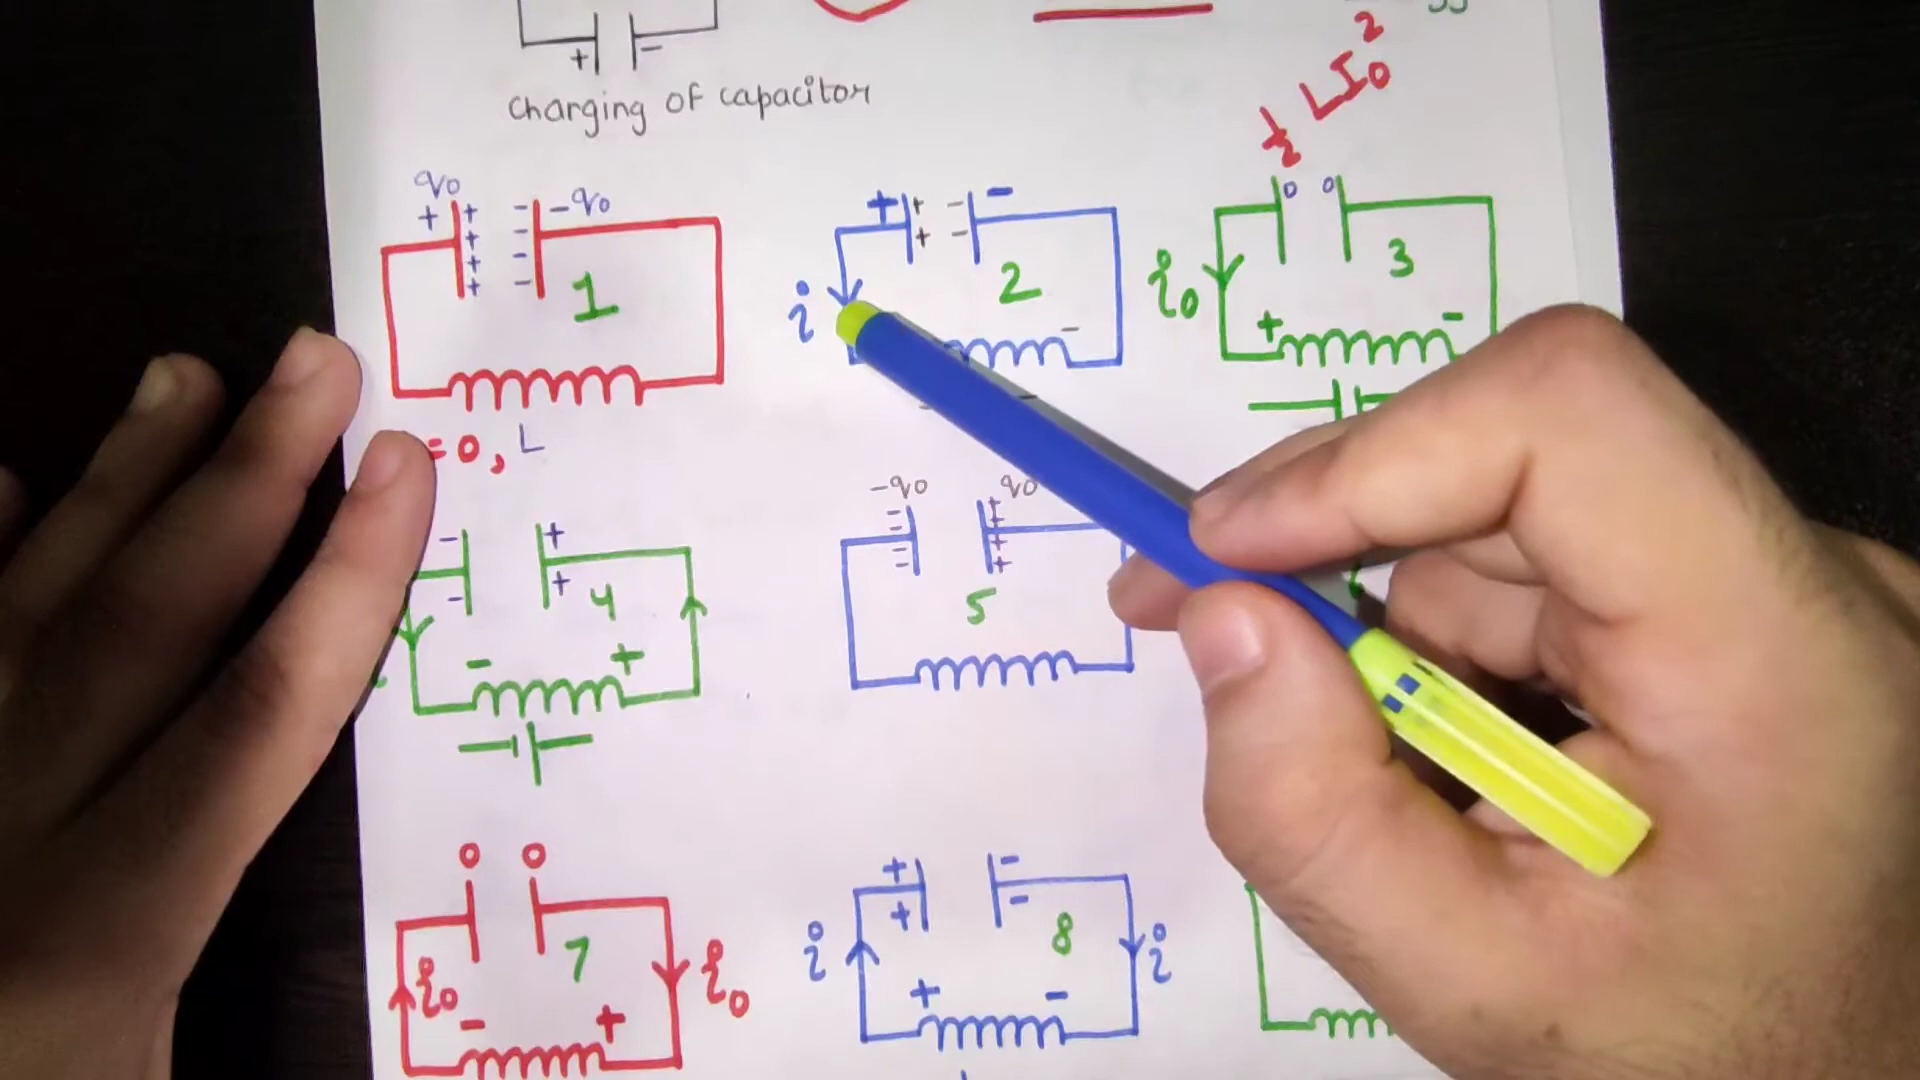 + -
Charging of capacitor
½ LI₀²
q₀ -q₀
+ + - 
+ -
+ -
+ -
1
= 0, L
+ + - -
+ -
2
i
-
0 0
3
i₀
+ -
- +
- +
4
- +
-q₀ q₀
- +
- +
- +
- +
5
0 0
7
i₀ i₀
- +
+ -
+ -
8
i i
+ -